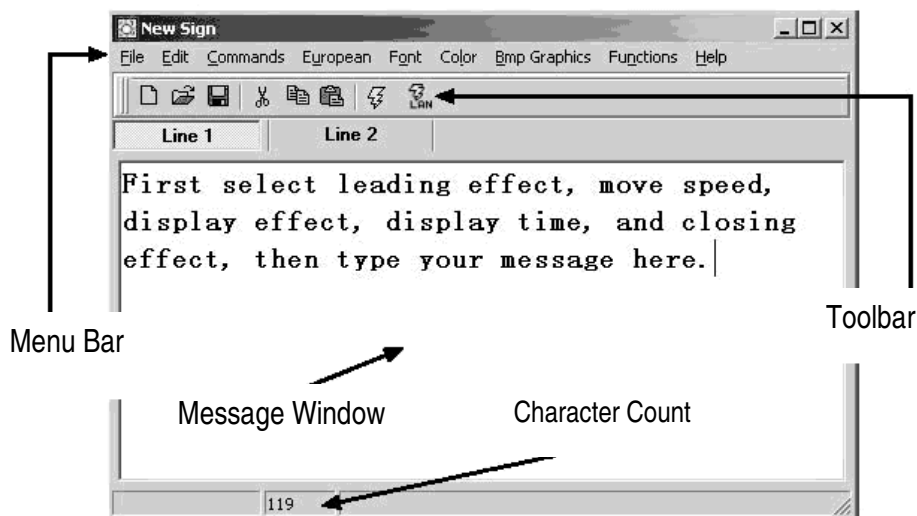 New Sign
File Edit Commands European Font Color Bmp Graphics Functions Help
LAN
Line 1 Line 2
First select leading effect, move speed,
display effect, display time, and closing
effect, then type your message here.
Toolbar
Menu Bar
Message Window Character Count
119